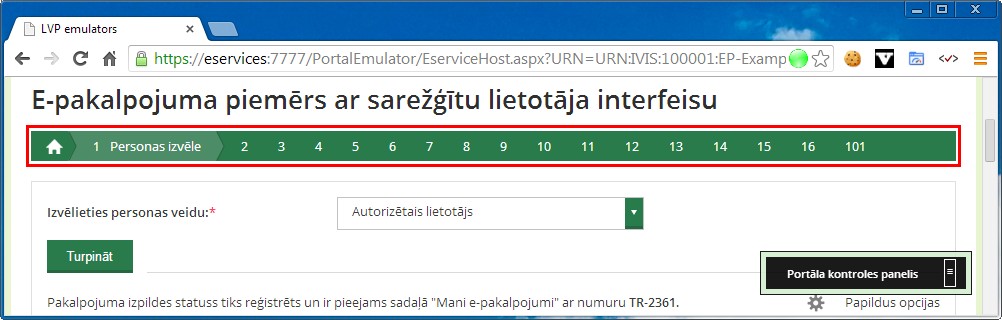 LVP emulators
https://eservices:7777/PortalEmulator/EserviceHost.aspx?URN=URN:IVIS:100001:EP-Examp
E-pakalpojuma piemērs ar sarežģītu lietotāja interfeisu
1 Personas izvēle 2 3 4 5 6 7 8 9 10 11 12 13 14 15 16 101
Izvēlieties personas veidu:* Autorizētais lietotājs
Turpināt
Portāla kontroles panelis
Pakalpojuma izpildes statuss tiks reģistrēts un ir pieejams sadaļā "Mani e-pakalpojumi" ar numuru TR-2361. Papildus opcijas